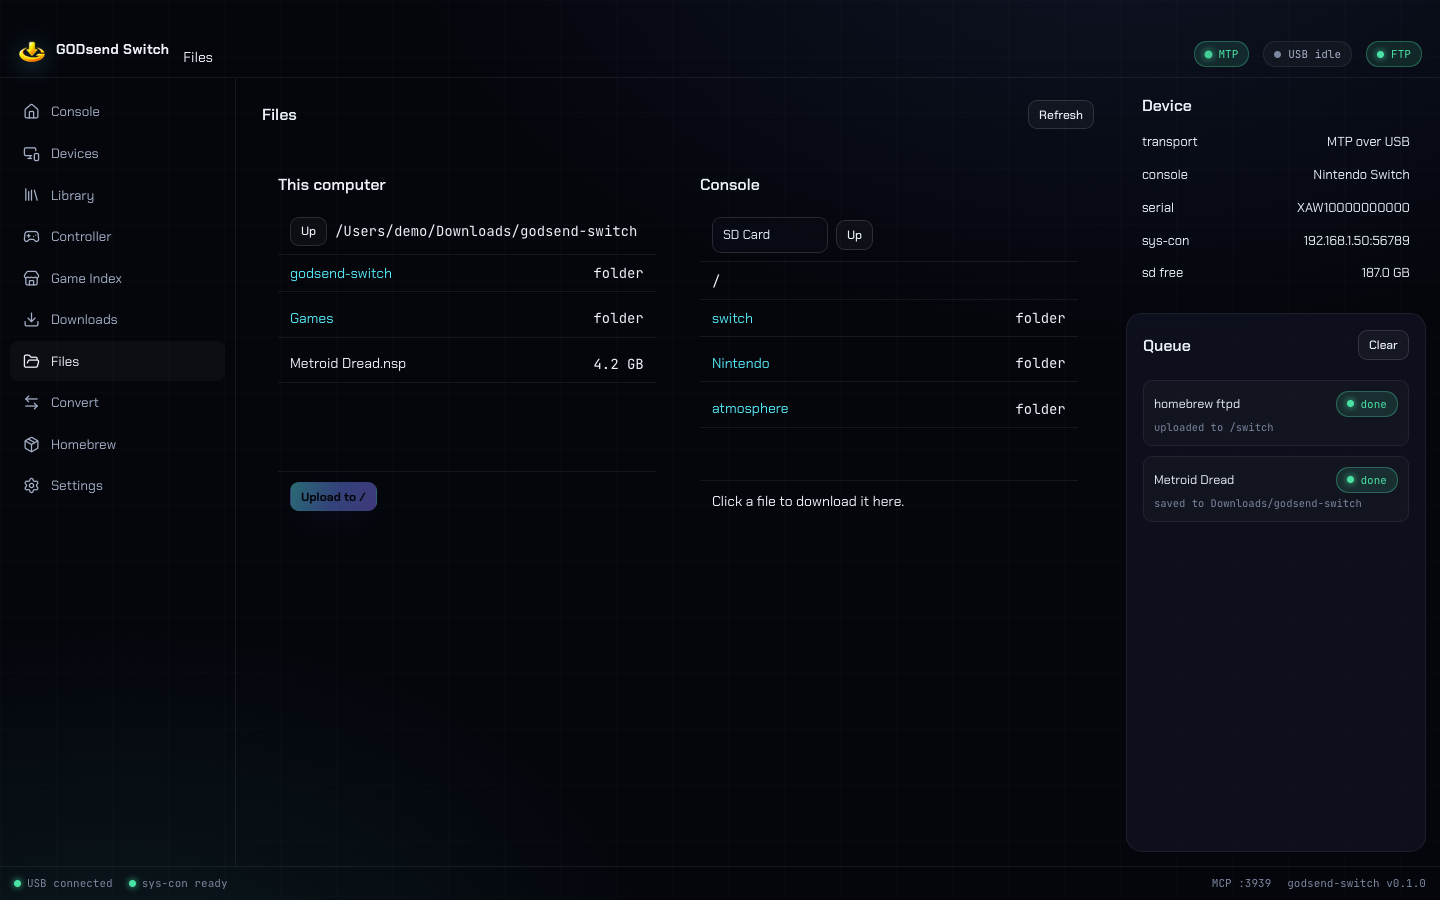 GODsend Switch
Files
MTP
USB idle
FTP
Console
Devices
Library
Controller
Game Index
Downloads
Files
Convert
Homebrew
Settings
Files
Refresh
This computer
Up /Users/demo/Downloads/godsend-switch
godsend-switch folder
Games folder
Metroid Dread.nsp 4.2 GB
Upload to /
Console
SD Card Up
/
switch folder
Nintendo folder
atmosphere folder
Click a file to download it here.
Device
transport MTP over USB
console Nintendo Switch
serial XAW10000000000
sys-con 192.168.1.50:56789
sd free 187.0 GB
Queue Clear
homebrew ftpd done
uploaded to /switch
Metroid Dread done
saved to Downloads/godsend-switch
USB connected sys-con ready
MCP :3939 godsend-switch v0.1.0